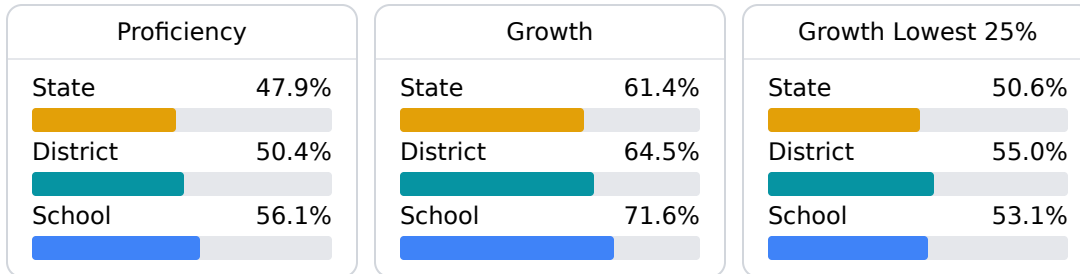 Proficiency
State 47.9%
District 50.4%
School 56.1%
Growth
State 61.4%
District 64.5%
School 71.6%
Growth Lowest 25%
State 50.6%
District 55.0%
School 53.1%